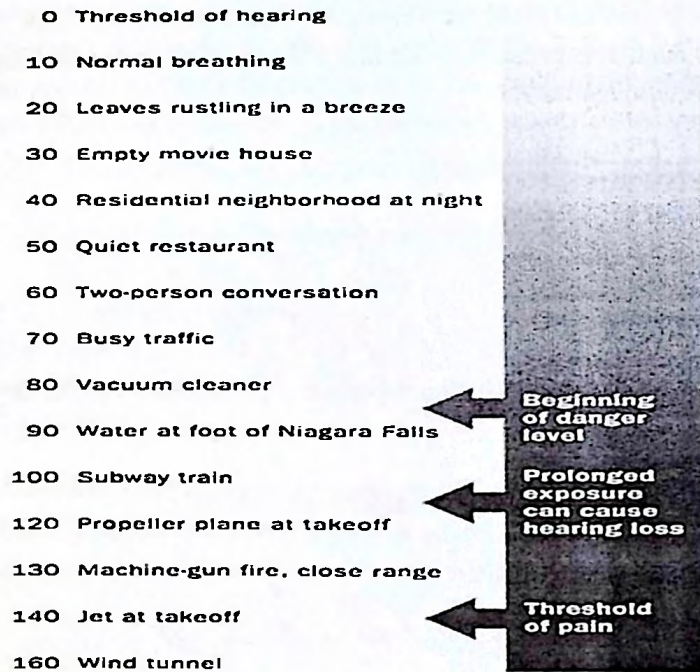 0 Threshold of hearing
10 Normal breathing
20 Leaves rustling in a breeze
30 Empty movie house
40 Residential neighborhood at night
50 Quiet restaurant
60 Two-person conversation
70 Busy traffic
80 Vacuum cleaner
Beginning
of danger
level
90 Water at foot of Niagara Falls
100 Subway train
Prolonged
exposure
can cause
hearing loss
120 Propeller plane at takeoff
130 Machine-gun fire, close range
140 Jet at takeoff
Threshold
of pain
160 Wind tunnel